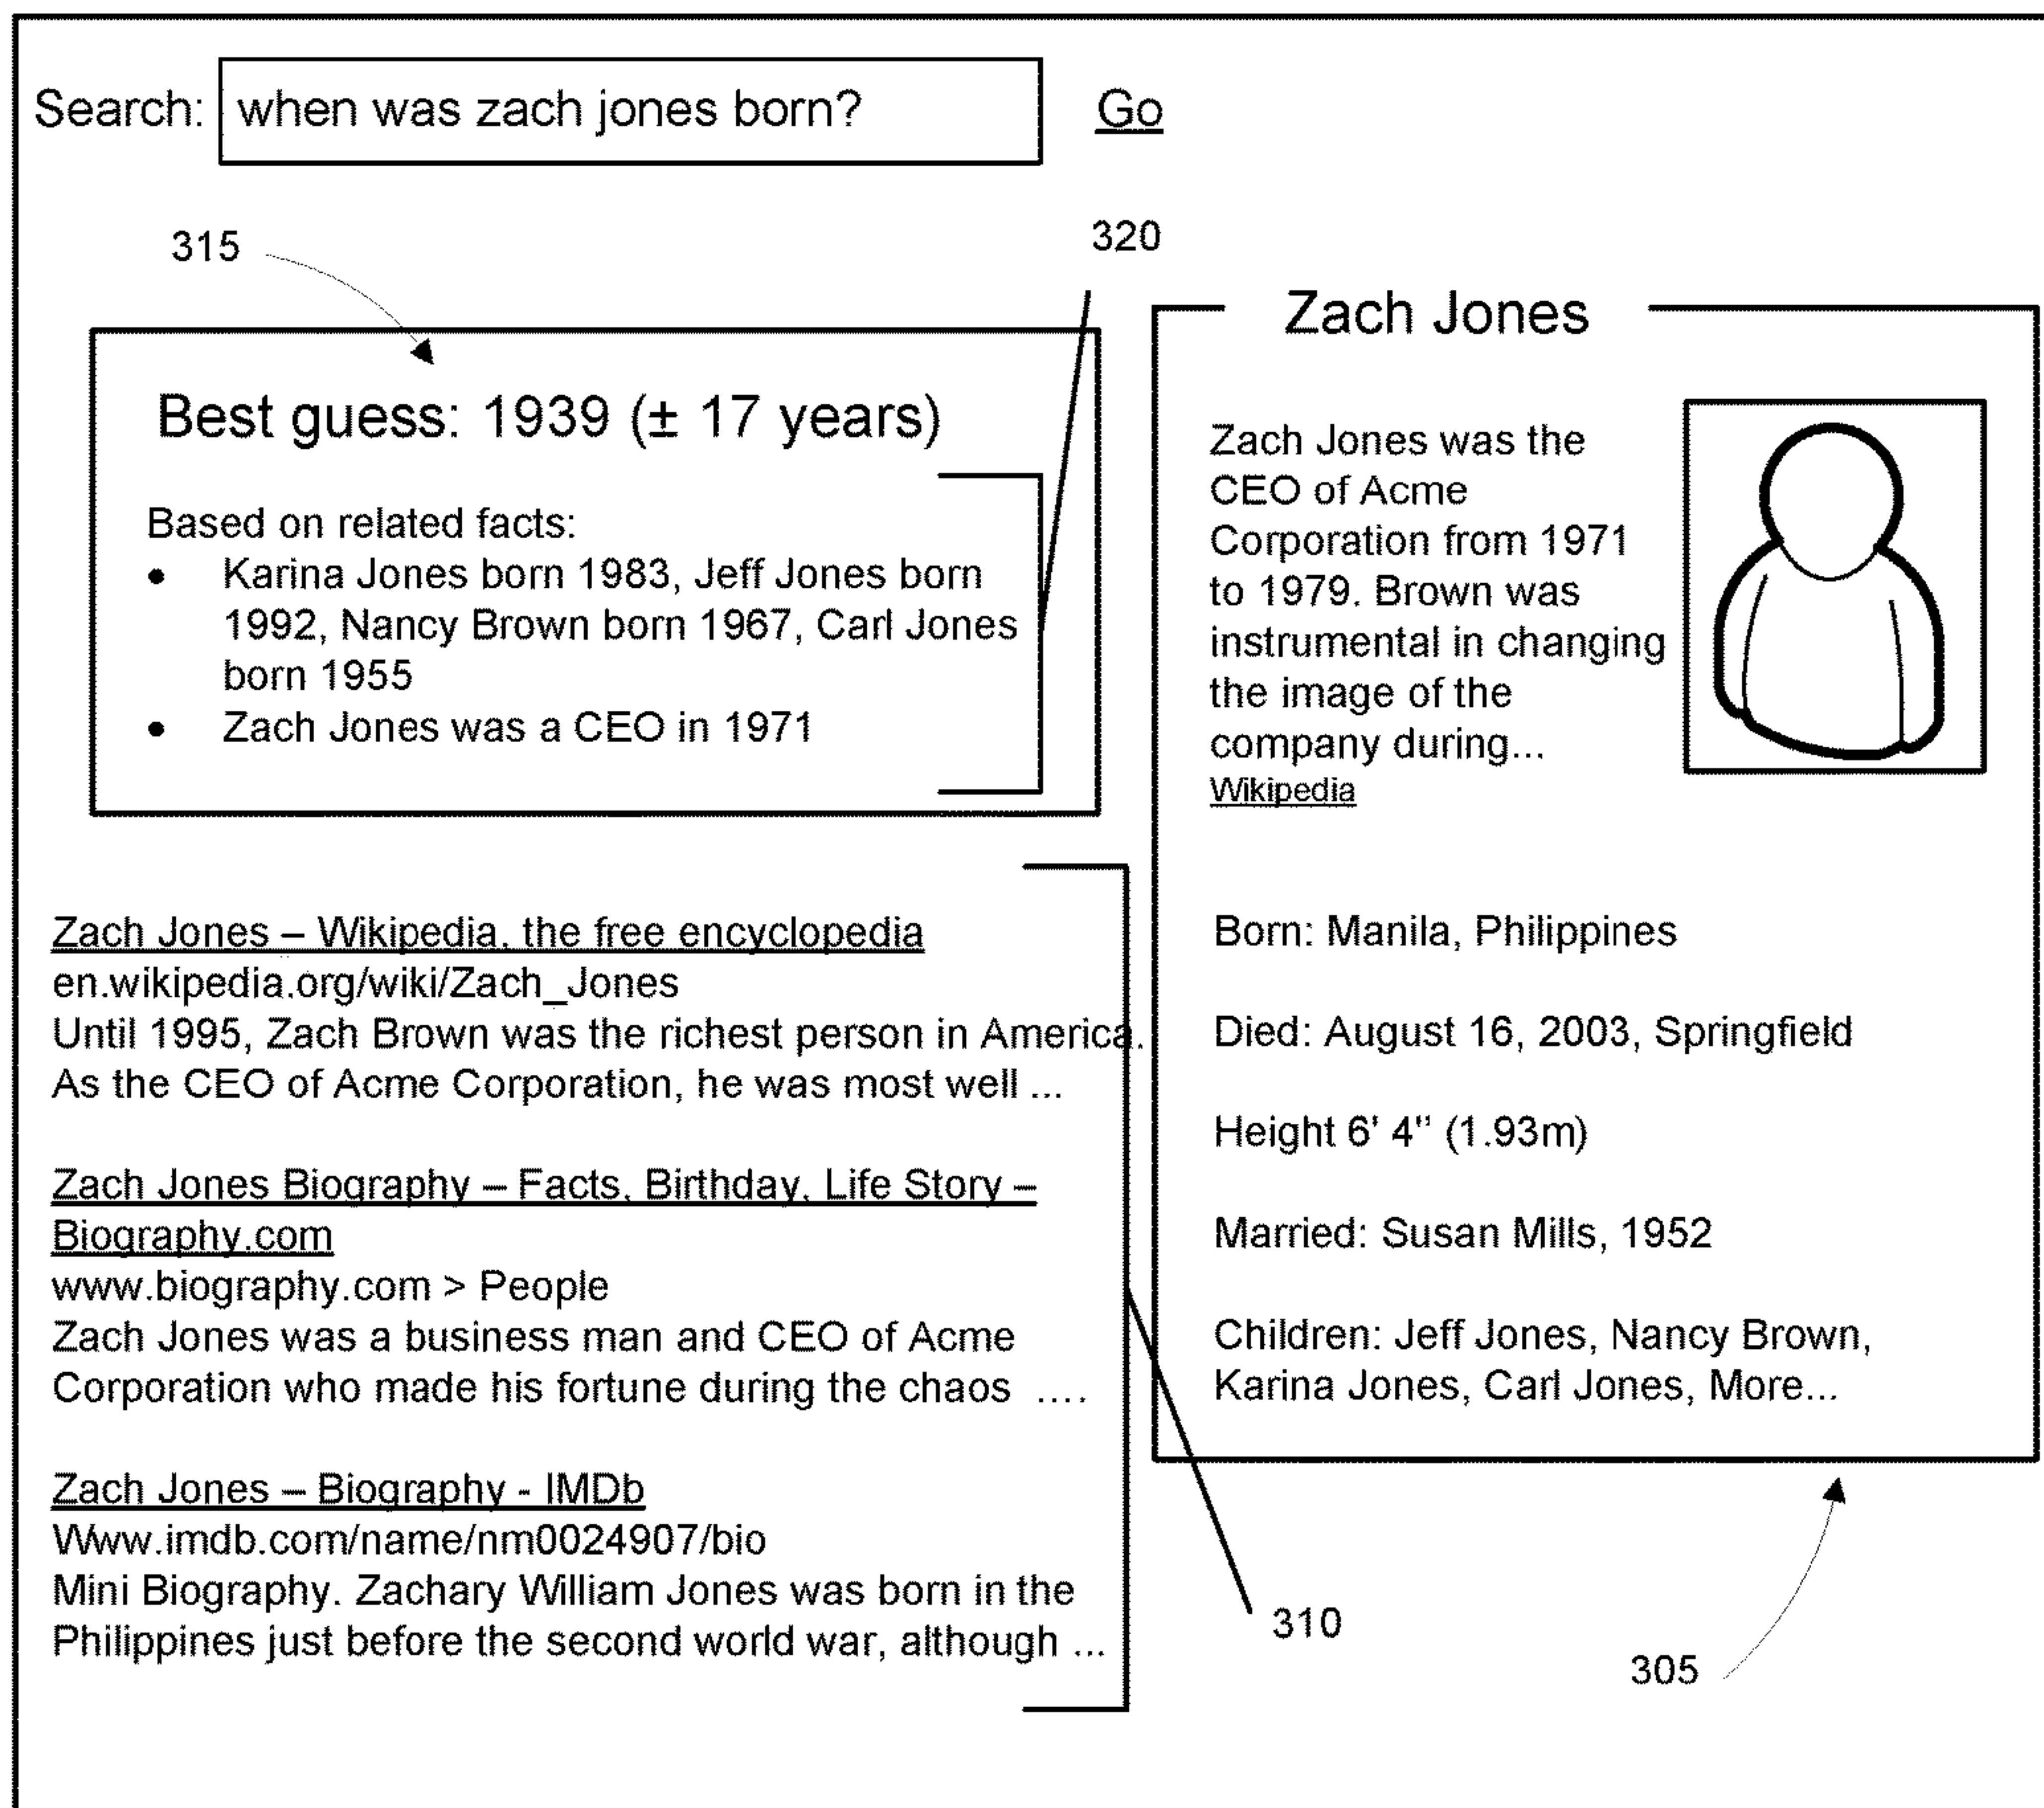 Search: when was zach jones born? Go
315
320
Best guess: 1939 (± 17 years)
Based on related facts:
• Karina Jones born 1983, Jeff Jones born
1992, Nancy Brown born 1967, Carl Jones
born 1955
• Zach Jones was a CEO in 1971
Zach Jones
Zach Jones was the
CEO of Acme
Corporation from 1971
to 1979. Brown was
instrumental in changing
the image of the
company during...
Wikipedia
Born: Manila, Philippines
Died: August 16, 2003, Springfield
Height 6' 4" (1.93m)
Married: Susan Mills, 1952
Children: Jeff Jones, Nancy Brown,
Karina Jones, Carl Jones, More...
Zach Jones – Wikipedia, the free encyclopedia
en.wikipedia.org/wiki/Zach_Jones
Until 1995, Zach Brown was the richest person in America.
As the CEO of Acme Corporation, he was most well ...
Zach Jones Biography – Facts, Birthday, Life Story –
Biography.com
www.biography.com > People
Zach Jones was a business man and CEO of Acme
Corporation who made his fortune during the chaos ....
Zach Jones – Biography - IMDb
Www.imdb.com/name/nm0024907/bio
Mini Biography. Zachary William Jones was born in the
Philippines just before the second world war, although ...
310
305